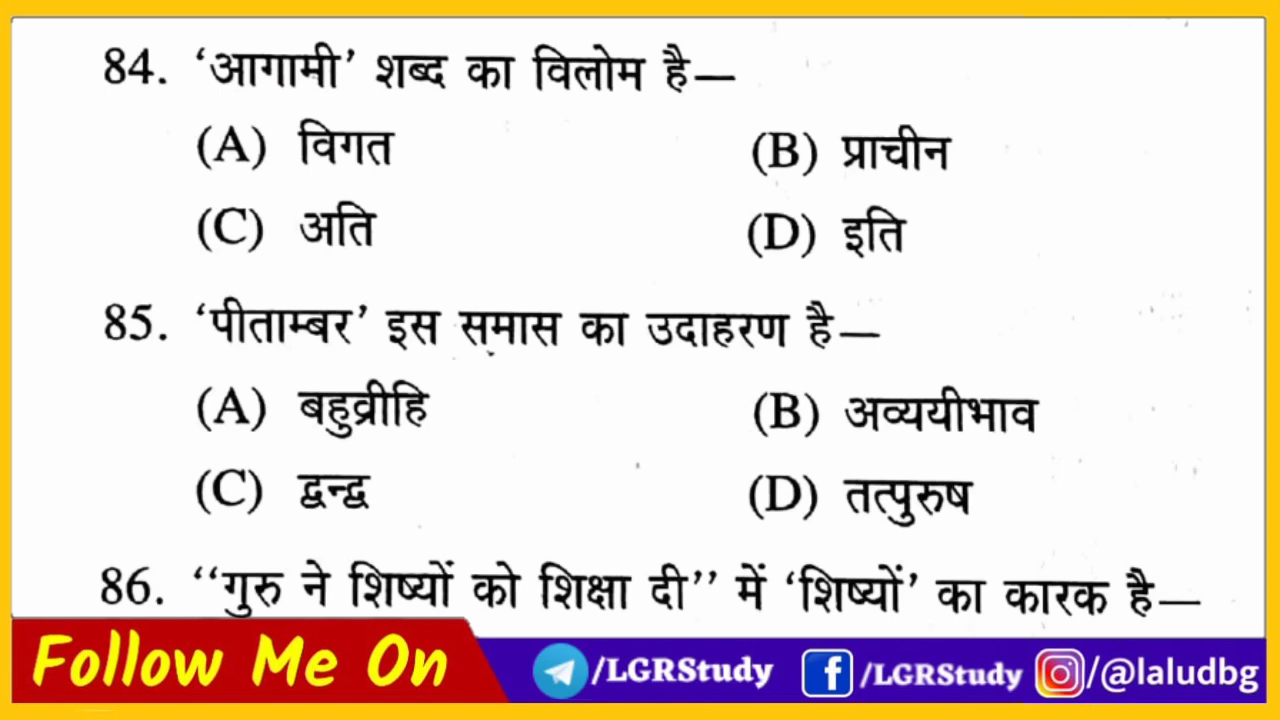 84. ‘आगामी’ शब्द का विलोम है—
(A) विगत (B) प्राचीन
(C) अति (D) इति
85. ‘पीताम्बर’ इस समास का उदाहरण है—
(A) बहुव्रीहि (B) अव्ययीभाव
(C) द्वन्द्व (D) तत्पुरुष
86. ‘‘गुरु ने शिष्यों को शिक्षा दी’’ में ‘शिष्यों’ का कारक है—
Follow Me On /LGRStudy /LGRStudy /@laludbg